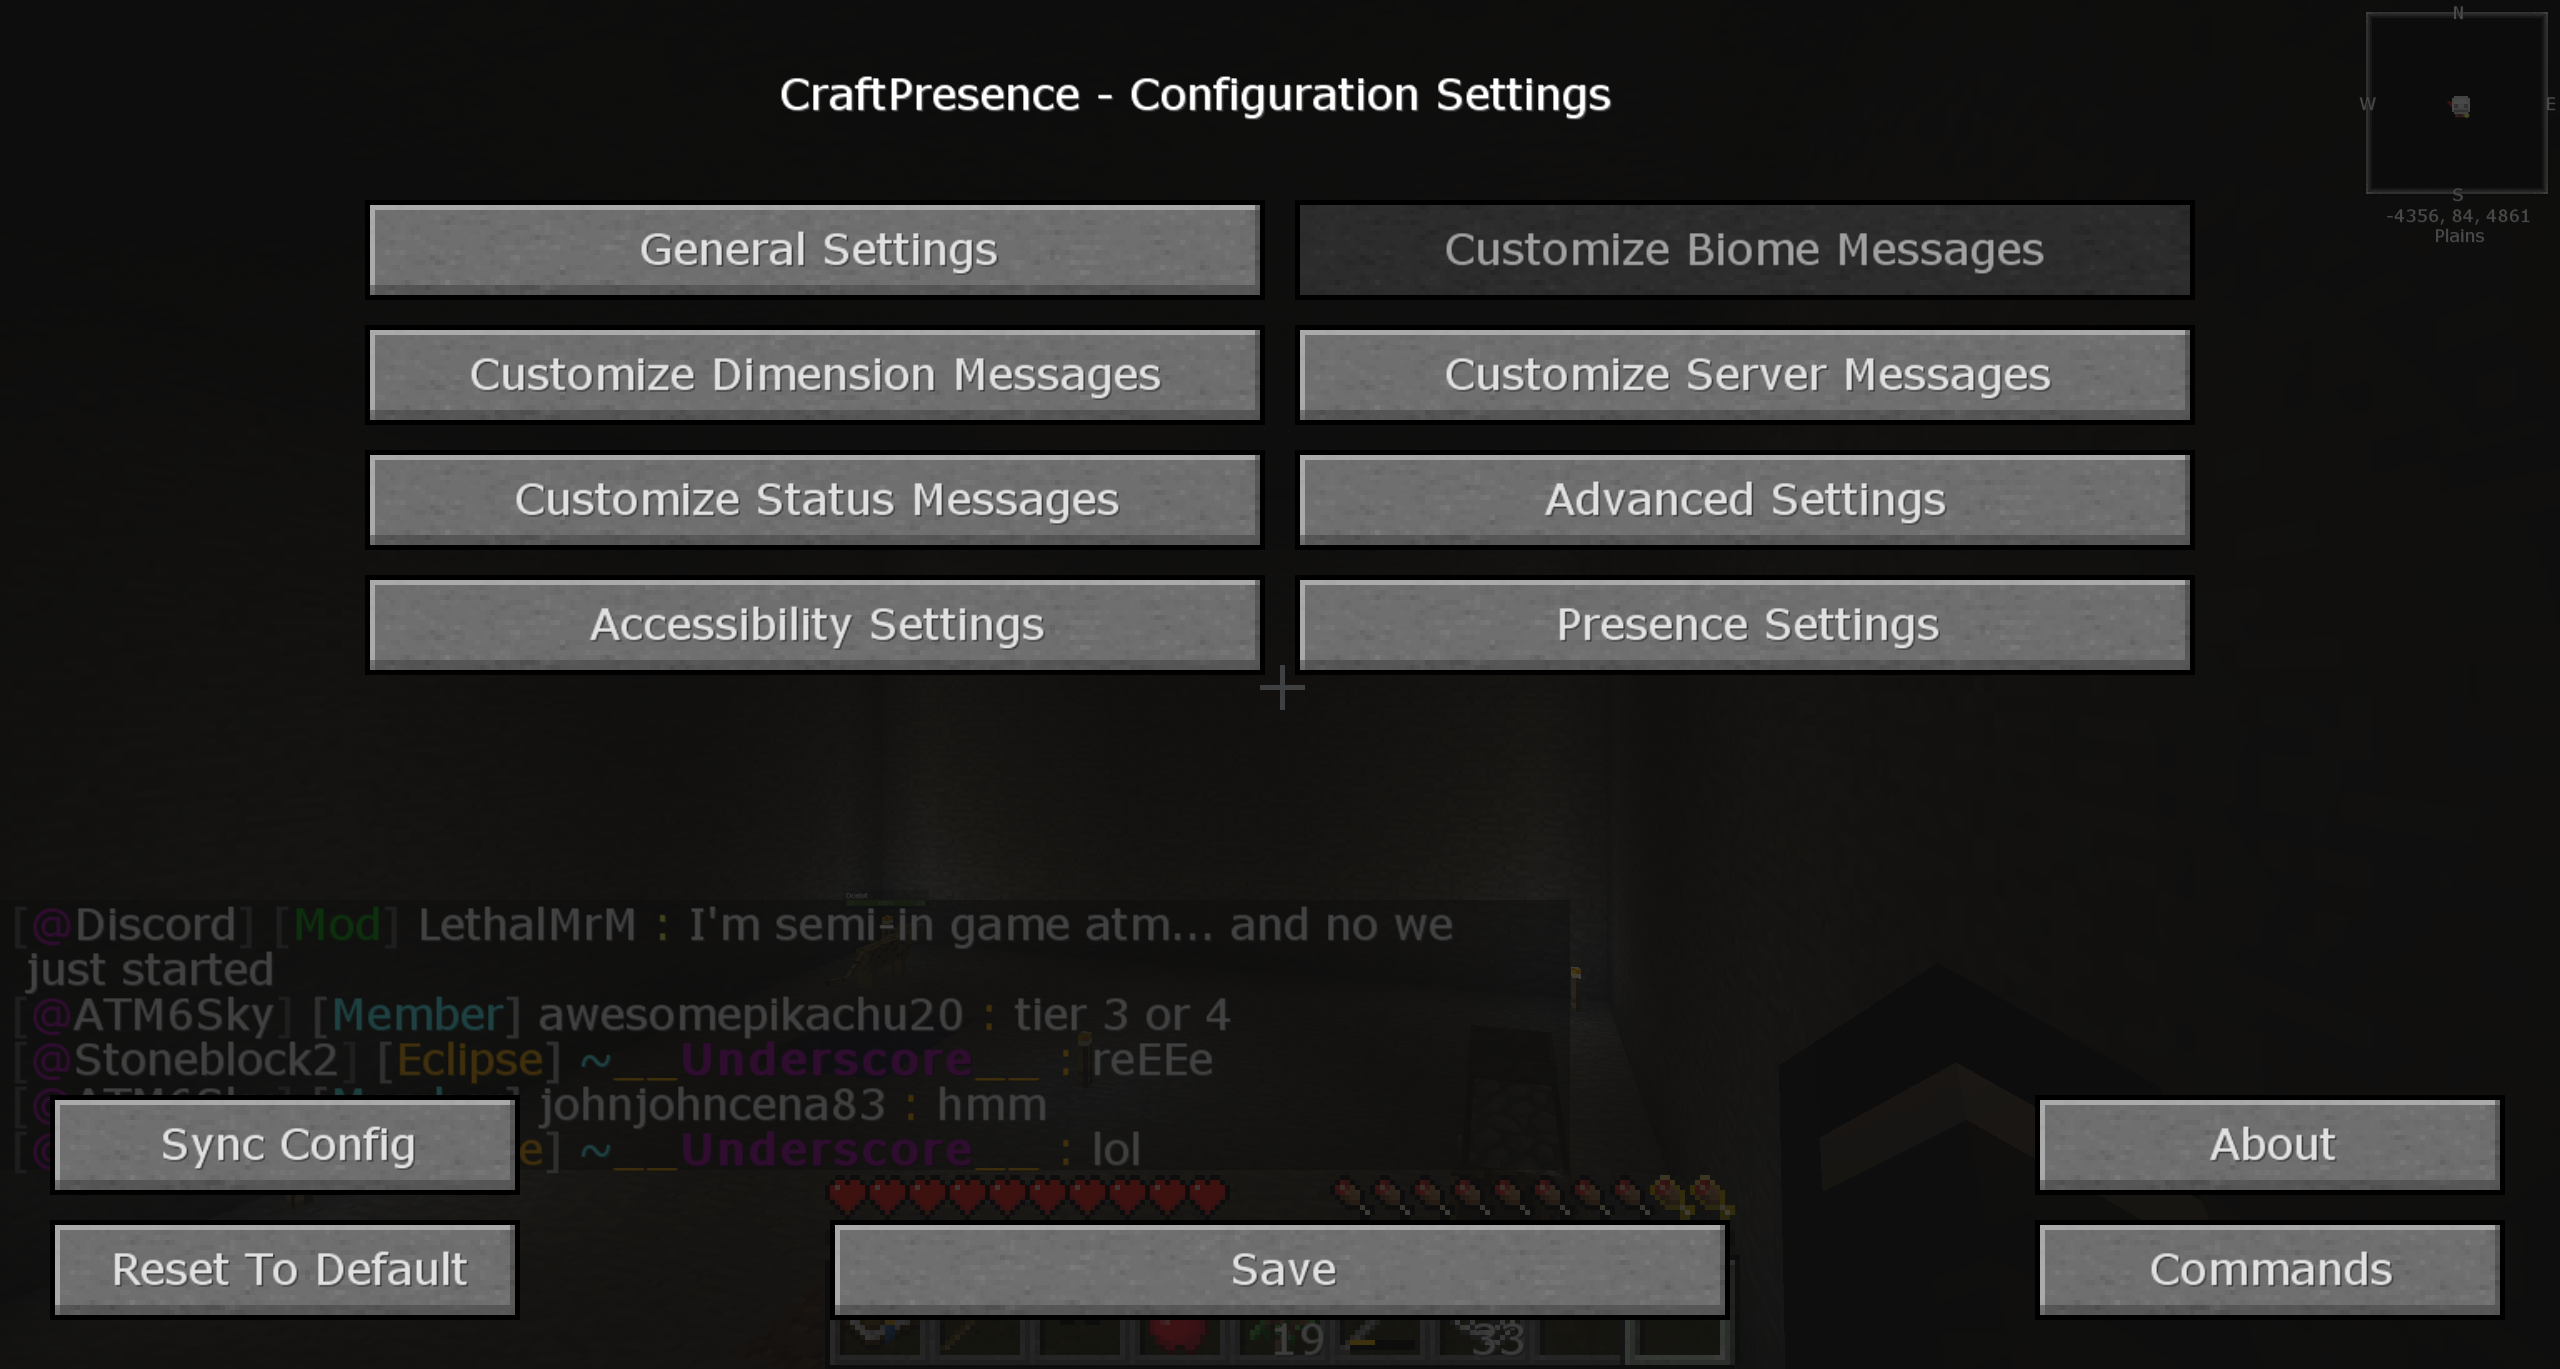 CraftPresence - Configuration Settings
N
W
E
S
-4356, 84, 4861
Plains
General Settings
Customize Biome Messages
Customize Dimension Messages
Customize Server Messages
Customize Status Messages
Advanced Settings
Accessibility Settings
Presence Settings
[@Discord] [Mod] LethalMrM : I'm semi-in game atm... and no we
just started
[@ATM6Sky] [Member] awesomepikachu20 : tier 3 or 4
[@Stoneblock2] [Eclipse] ~__Underscore__ : reEEe
johnjohncena83 : hmm
~__Underscore__ : lol
Sync Config
About
Reset To Default
Save
Commands
19
33